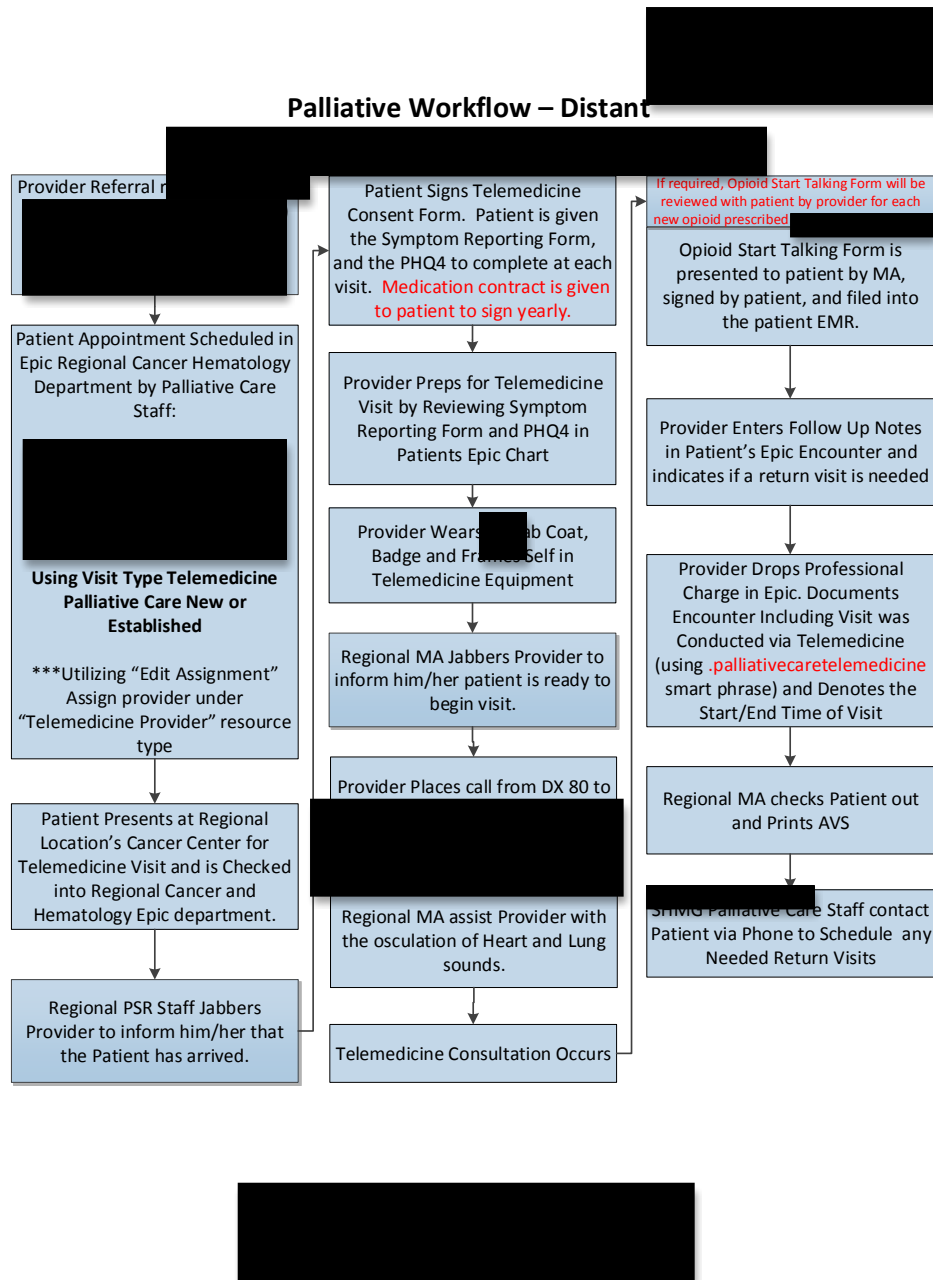 Palliative Workflow – Distant
Provider Referral
Patient Appointment Scheduled in
Epic Regional Cancer Hematology
Department by Palliative Care
Staff:
Using Visit Type Telemedicine
Palliative Care New or
Established
***Utilizing “Edit Assignment”
Assign provider under
“Telemedicine Provider” resource
type
Patient Presents at Regional
Location’s Cancer Center for
Telemedicine Visit and is Checked
into Regional Cancer and
Hematology Epic department.
Regional PSR Staff Jabbers
Provider to inform him/her that
the Patient has arrived.
Patient Signs Telemedicine
Consent Form. Patient is given
the Symptom Reporting Form,
and the PHQ4 to complete at each
visit. Medication contract is given
to patient to sign yearly.
Provider Preps for Telemedicine
Visit by Reviewing Symptom
Reporting Form and PHQ4 in
Patients Epic Chart
Provider Wears Coat,
Badge and Self in
Telemedicine Equipment
Regional MA Jabbers Provider to
inform him/her patient is ready to
begin visit.
Provider Places call from DX 80 to
Regional MA assist Provider with
the osculation of Heart and Lung
sounds.
Telemedicine Consultation Occurs
If required, Opioid Start Talking Form will be
reviewed with patient by provider for each
new opioid prescribed
Opioid Start Talking Form is
presented to patient by MA,
signed by patient, and filed into
the patient EMR.
Provider Enters Follow Up Notes
in Patient’s Epic Encounter and
indicates if a return visit is needed
Provider Drops Professional
Charge in Epic. Documents
Encounter Including Visit was
Conducted via Telemedicine
(using .palliativecaretelemedicine
smart phrase) and Denotes the
Start/End Time of Visit
Regional MA checks Patient out
and Prints AVS
SHMG Palliative Care Staff contact
Patient via Phone to Schedule any
Needed Return Visits